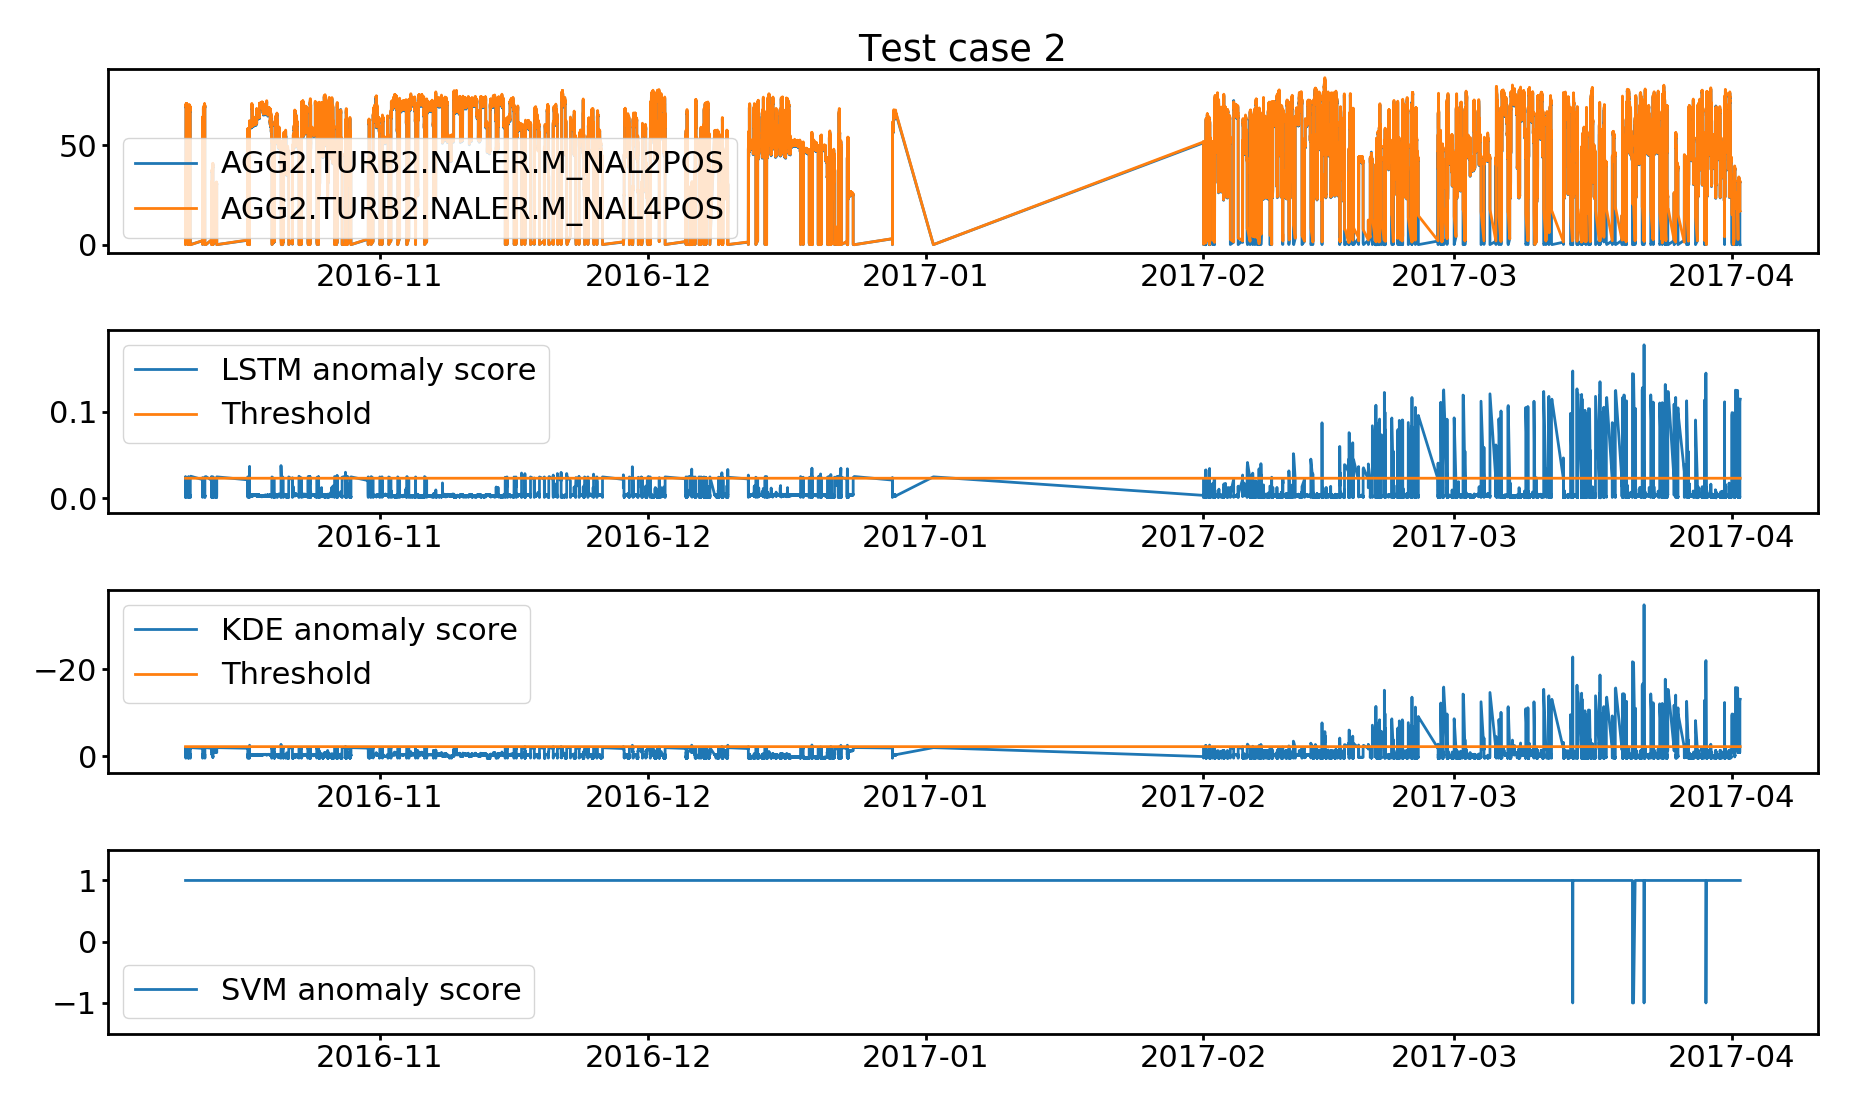 Test case 2
50
0
AGG2.TURB2.NALER.M_NAL2POS
AGG2.TURB2.NALER.M_NAL4POS
2016-11 2016-12 2017-01 2017-02 2017-03 2017-04
0.1
0.0
LSTM anomaly score
Threshold
2016-11 2016-12 2017-01 2017-02 2017-03 2017-04
−20
0
KDE anomaly score
Threshold
2016-11 2016-12 2017-01 2017-02 2017-03 2017-04
1
0
−1
SVM anomaly score
2016-11 2016-12 2017-01 2017-02 2017-03 2017-04